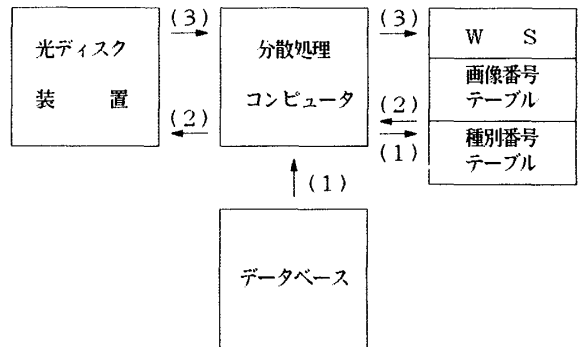 (3)
(3)
光ディスク
装 置
分散処理
コンピュータ
W S
画像番号
テーブル
(2)
(2)
種別番号
テーブル
(1)
(1)
データベース